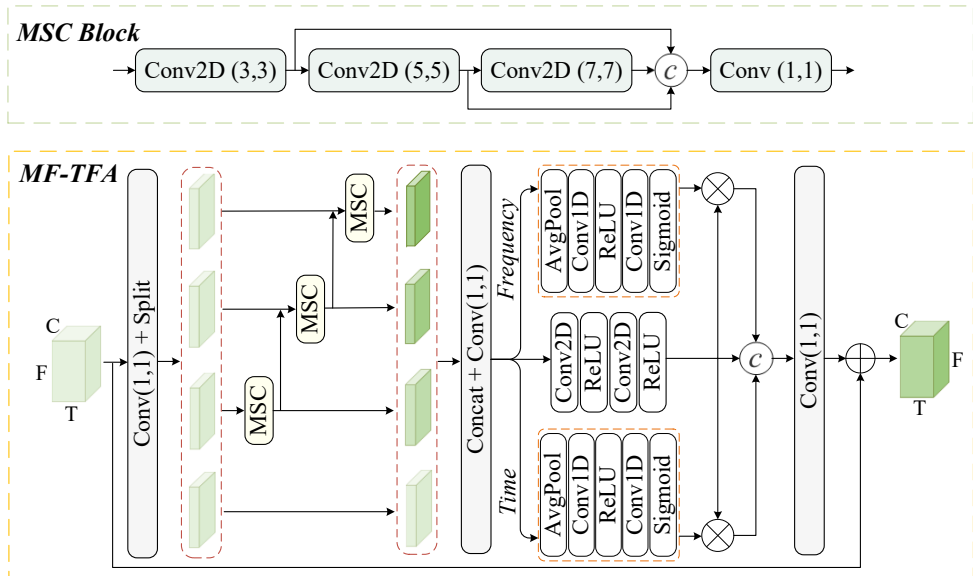 MSC Block
Conv2D (3,3)
Conv2D (5,5)
Conv2D (7,7)
c
Conv (1,1)
MF-TFA
C
F
T
Conv(1,1) + Split
MSC
MSC
MSC
Concat + Conv(1,1)
Frequency
AvgPool
Conv1D
ReLU
Conv1D
Sigmoid
Conv2D
ReLU
Conv2D
ReLU
Time
AvgPool
Conv1D
ReLU
Conv1D
Sigmoid
c
Conv(1,1)
C
F
T